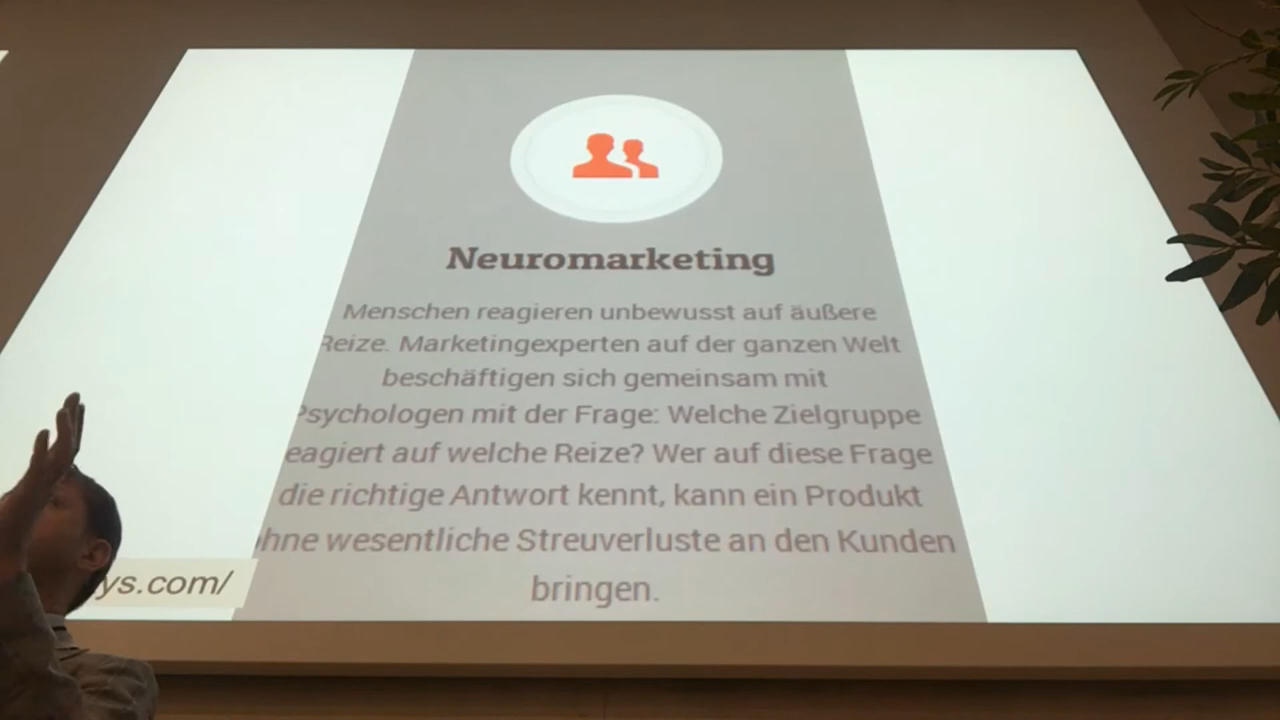 Neuromarketing
Menschen reagieren unbewusst auf äußere
Reize. Marketingexperten auf der ganzen Welt
beschäftigen sich gemeinsam mit
Psychologen mit der Frage: Welche Zielgruppe
eagiert auf welche Reize? Wer auf diese Frage
die richtige Antwort kennt, kann ein Produkt
hne wesentliche Streuverluste an den Kunden
bringen.
ys.com/